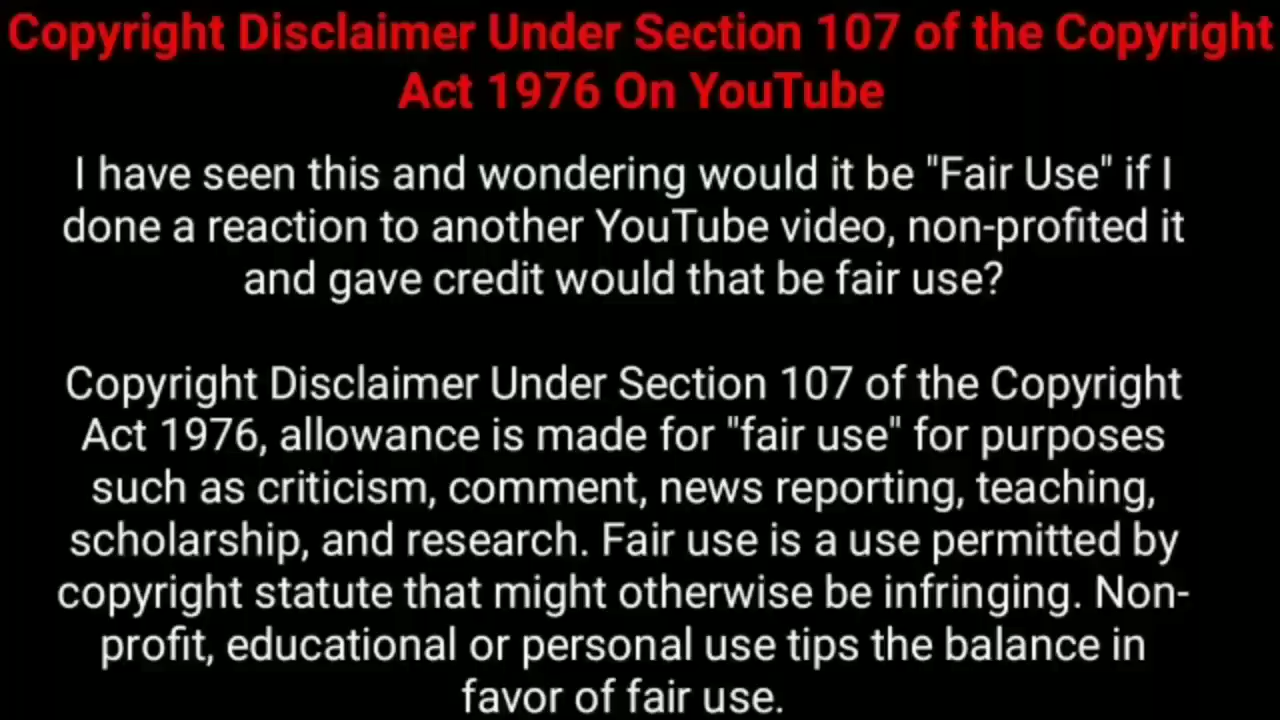 Copyright Disclaimer Under Section 107 of the Copyright
Act 1976 On YouTube
I have seen this and wondering would it be "Fair Use" if I
done a reaction to another YouTube video, non-profited it
and gave credit would that be fair use?
Copyright Disclaimer Under Section 107 of the Copyright
Act 1976, allowance is made for "fair use" for purposes
such as criticism, comment, news reporting, teaching,
scholarship, and research. Fair use is a use permitted by
copyright statute that might otherwise be infringing. Non-
profit, educational or personal use tips the balance in
favor of fair use.